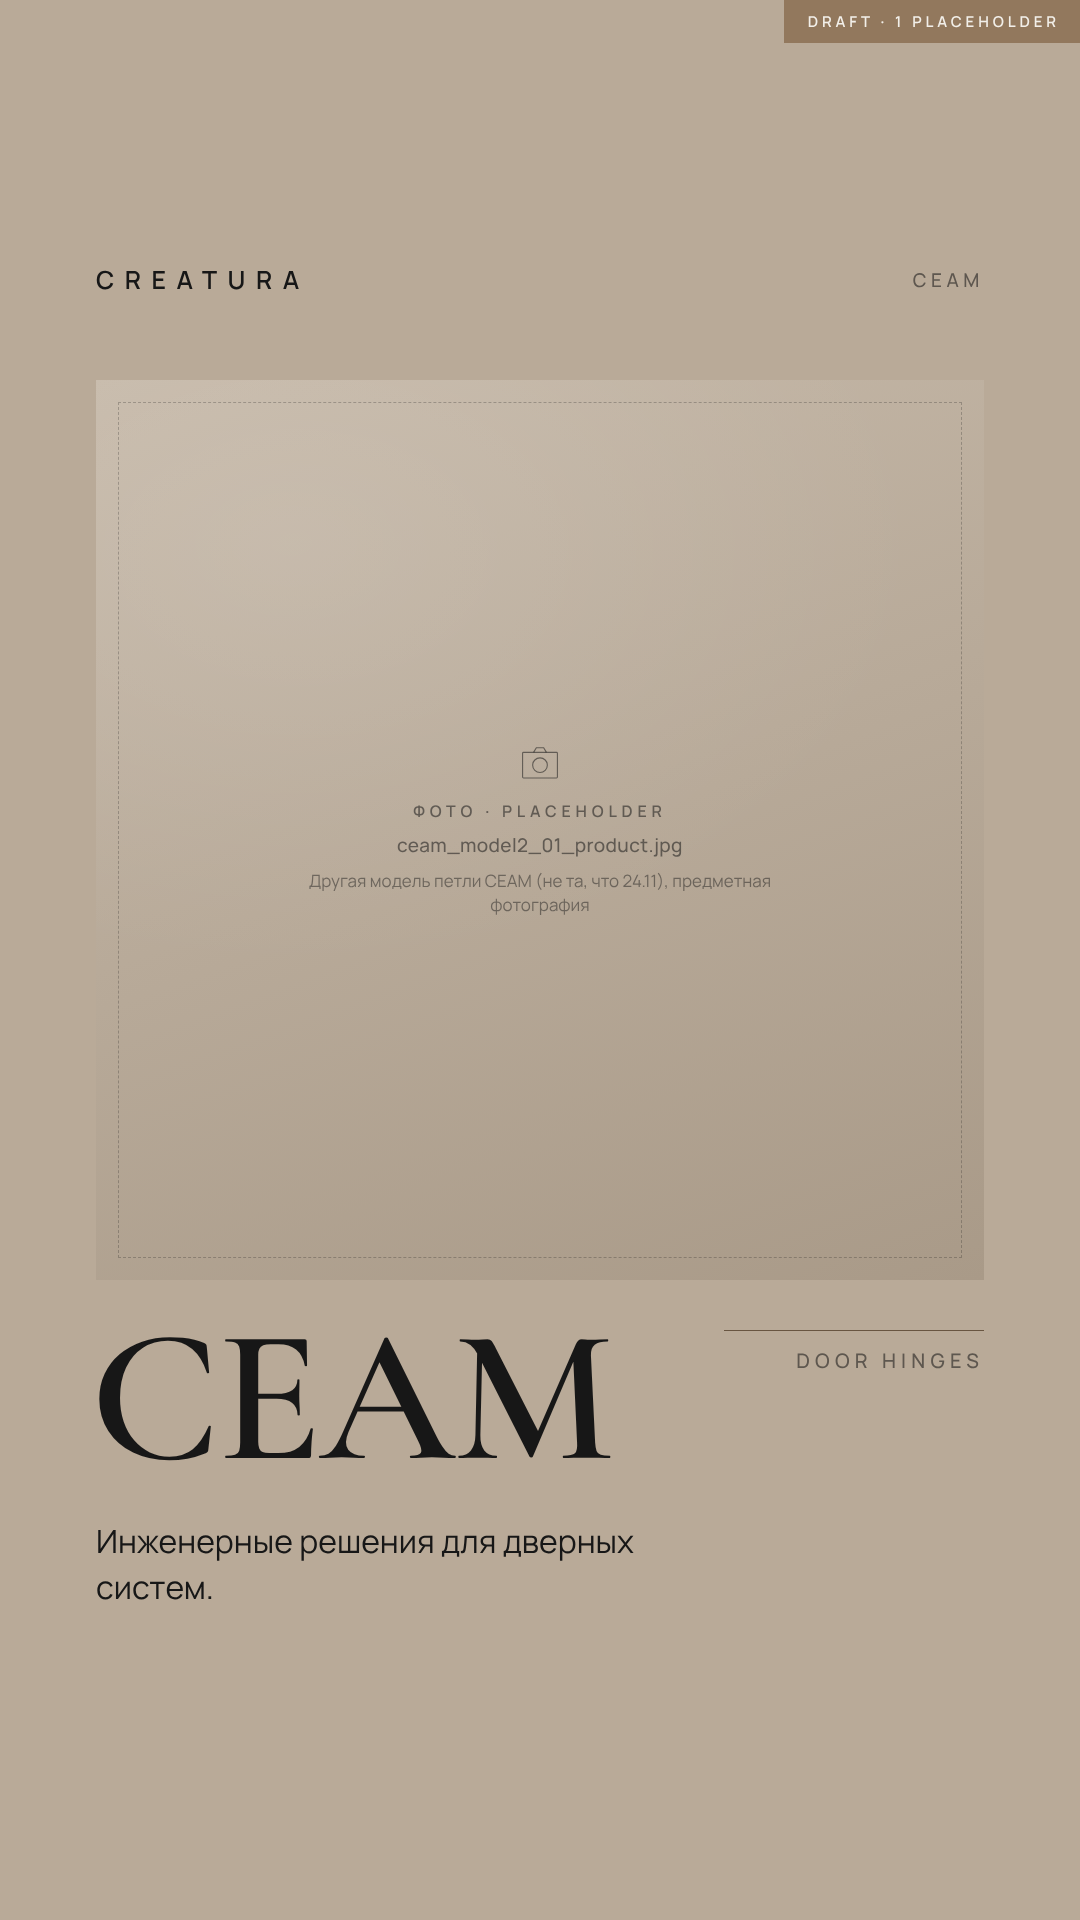 DRAFT · 1 PLACEHOLDER
CREATURA
CEAM
ФОТО · PLACEHOLDER
ceam_model2_01_product.jpg
Другая модель петли CEAM (не та, что 24.11), предметная
фотография
CEAM
DOOR HINGES
Инженерные решения для дверных
систем.